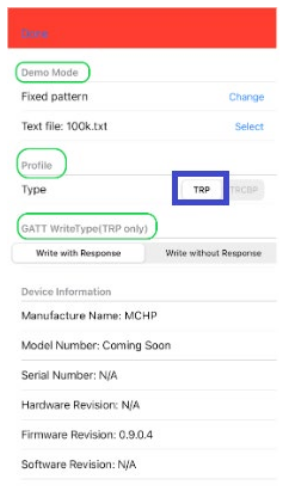 Done
Demo Mode
Fixed pattern Change
Text file: 100k.txt Select
Profile
Type TRP TRCBP
GATT WriteType(TRP only)
Write with Response Write without Response
Device Information
Manufacture Name: MCHP
Model Number: Coming Soon
Serial Number: N/A
Hardware Revision: N/A
Firmware Revision: 0.9.0.4
Software Revision: N/A